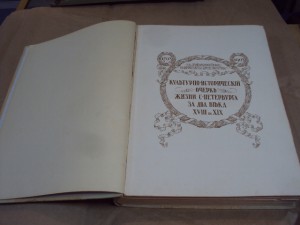 КУЛЬТУРНО-ИСТОРИЧЕСКІЙ
ОЧЕРКЪ
ЖИЗНИ С-ПЕТЕРБУРГА
ЗА ДВА ВѢКА
XVIII и XIX